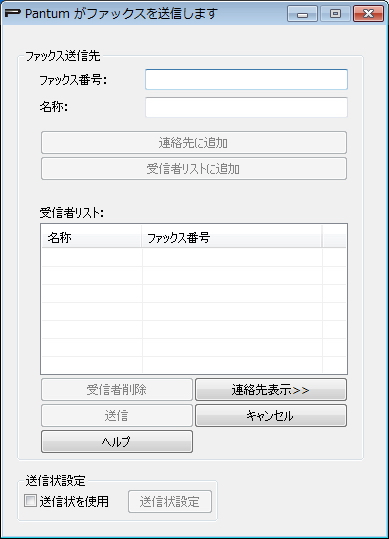 Pantum がファックスを送信します
ファックス送信先
ファックス番号:
名称:
連絡先に追加
受信者リストに追加
受信者リスト:
名称 ファックス番号
受信者削除 連絡先表示>>
送信 キャンセル
ヘルプ
送信状設定
送信状を使用 送信状設定